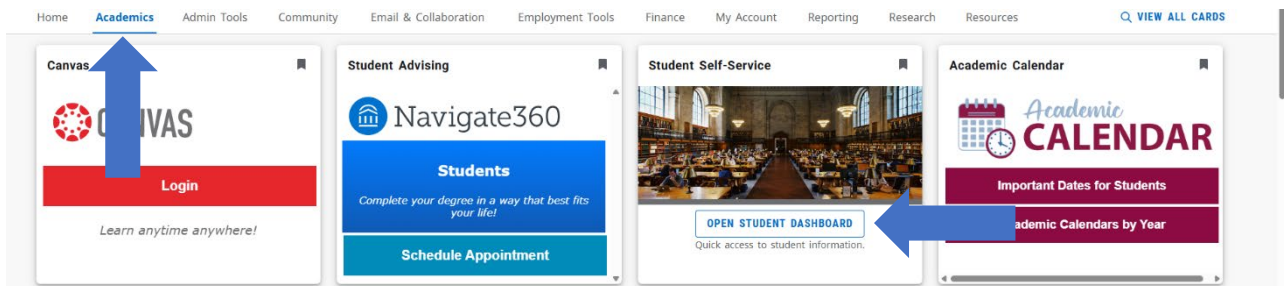 Home Academics Admin Tools Community Email & Collaboration Employment Tools Finance My Account Reporting Research Resources VIEW ALL CARDS
Canvas
VAS
Login
Learn anytime anywhere!
Student Advising
Navigate360
Students
Complete your degree in a way that best fits
your life!
Schedule Appointment
Student Self-Service
OPEN STUDENT DASHBOARD
Quick access to student information.
Academic Calendar
Academic
CALENDAR
Important Dates for Students
Calendars by Year